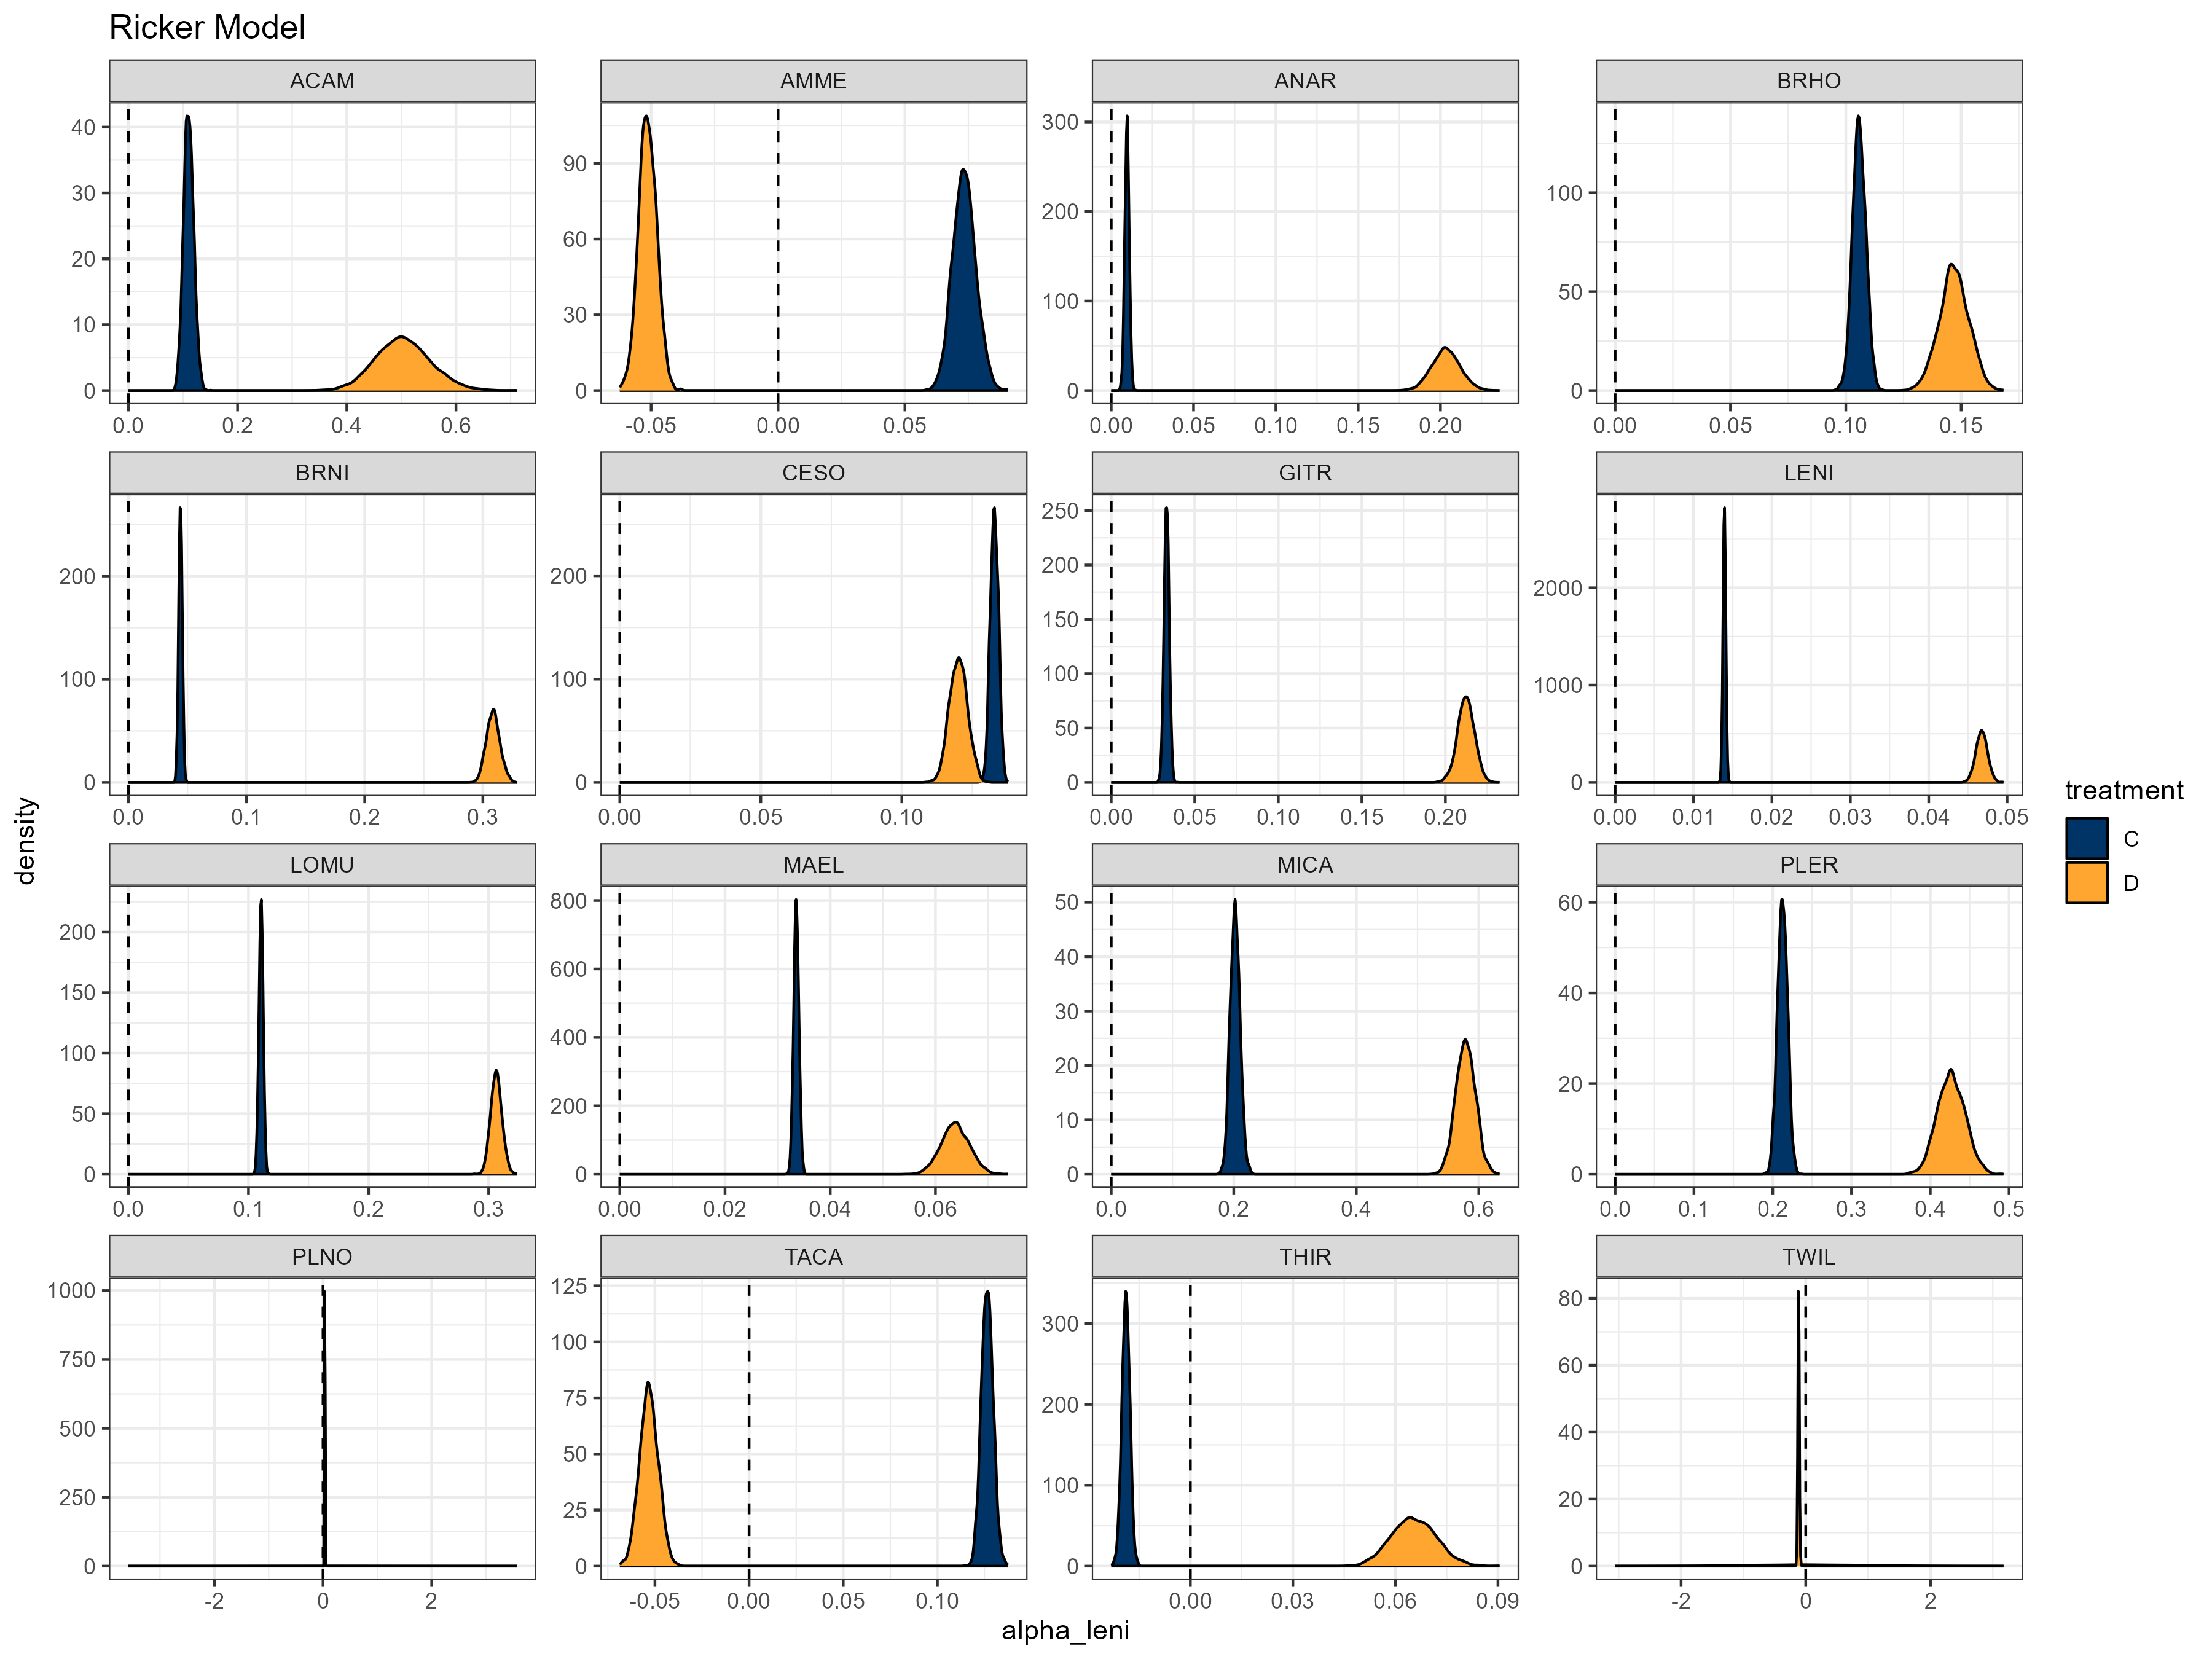 Ricker Model
ACAM AMME ANAR BRHO
40 30 20 10 0
90 60 30 0
300 200 100 0
100 50 0
0.0 0.2 0.4 0.6
-0.05 0.00 0.05
0.00 0.05 0.10 0.15 0.20
0.00 0.05 0.10 0.15
BRNI CESO GITR LENI
200 100 0
200 100 0
250 200 150 100 50 0
2000 1000 0
0.0 0.1 0.2 0.3
0.00 0.05 0.10
0.00 0.05 0.10 0.15 0.20
0.00 0.01 0.02 0.03 0.04 0.05
LOMU MAEL MICA PLER
200 150 100 50 0
800 600 400 200 0
50 40 30 20 10 0
60 40 20 0
0.0 0.1 0.2 0.3
0.00 0.02 0.04 0.06
0.0 0.2 0.4 0.6
0.0 0.1 0.2 0.3 0.4 0.5
PLNO TACA THIR TWIL
1000 750 500 250 0
125 100 75 50 25 0
300 200 100 0
80 60 40 20 0
-2 0 2
-0.05 0.00 0.05 0.10
0.00 0.03 0.06 0.09
-2 0 2
alpha_leni
density
treatment
C
D